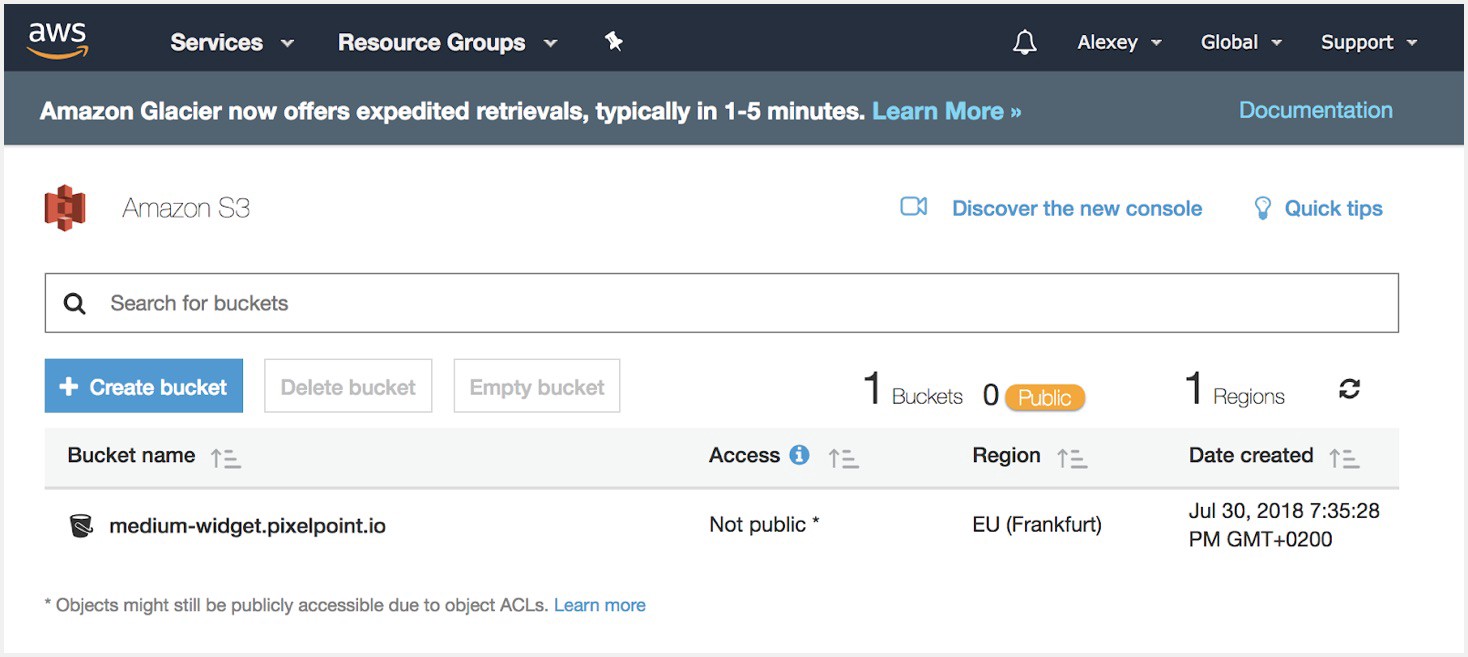 aws Services Resource Groups Alexey Global Support
Amazon Glacier now offers expedited retrievals, typically in 1-5 minutes. Learn More » Documentation
Amazon S3 Discover the new console Quick tips
Search for buckets
+ Create bucket Delete bucket Empty bucket 1 Buckets 0 Public 1 Regions
Bucket name Access i Region Date created
medium-widget.pixelpoint.io Not public * EU (Frankfurt) Jul 30, 2018 7:35:28
PM GMT+0200
* Objects might still be publicly accessible due to object ACLs. Learn more